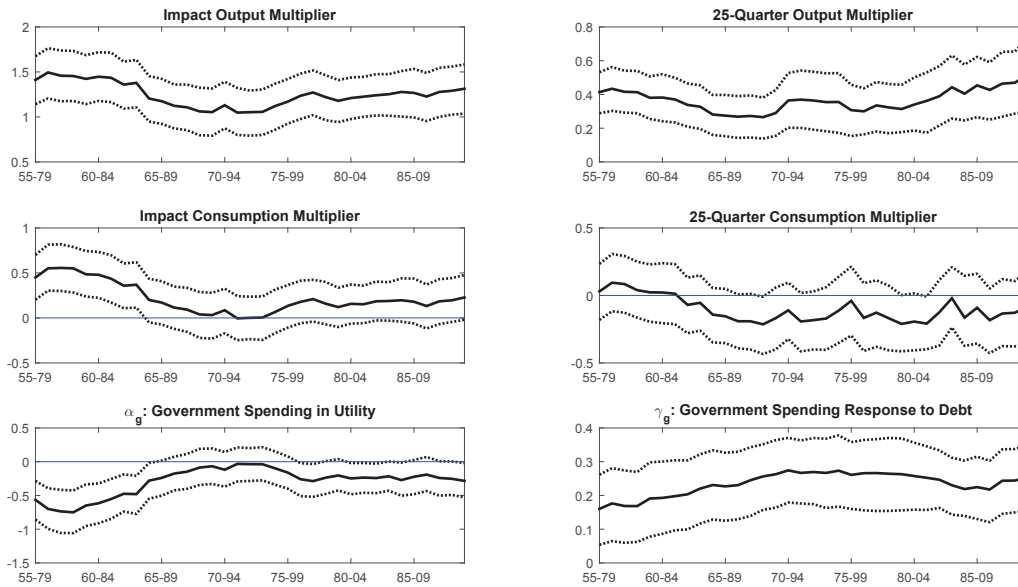 Impact Output Multiplier
2
1.5
1
0.5
55-79 60-84 65-89 70-94 75-99 80-04 85-09
25-Quarter Output Multiplier
0.8
0.6
0.4
0.2
0
55-79 60-84 65-89 70-94 75-99 80-04 85-09
Impact Consumption Multiplier
1
0.5
0
-0.5
55-79 60-84 65-89 70-94 75-99 80-04 85-09
25-Quarter Consumption Multiplier
0.5
0
-0.5
55-79 60-84 65-89 70-94 75-99 80-04 85-09
α_g: Government Spending in Utility
0.5
0
-0.5
-1
-1.5
55-79 60-84 65-89 70-94 75-99 80-04 85-09
γ_g: Government Spending Response to Debt
0.4
0.3
0.2
0.1
0
55-79 60-84 65-89 70-94 75-99 80-04 85-09